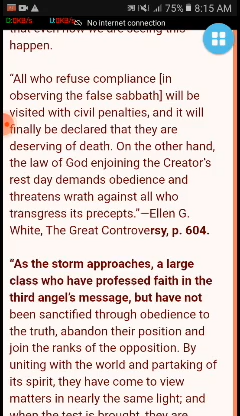 75% 8:15 AM
0.0KB/s U:0KB/s No internet connection
that even now we are seeing this
happen.
“All who refuse compliance [in
observing the false sabbath] will be
visited with civil penalties, and it will
finally be declared that they are
deserving of death. On the other hand,
the law of God enjoining the Creator's
rest day demands obedience and
threatens wrath against all who
transgress its precepts.”—Ellen G.
White, The Great Controversy, p. 604.
“As the storm approaches, a large
class who have professed faith in the
third angel’s message, but have not
been sanctified through obedience to
the truth, abandon their position and
join the ranks of the opposition. By
uniting with the world and partaking of
its spirit, they have come to view
matters in nearly the same light; and
when the test is brought, they are